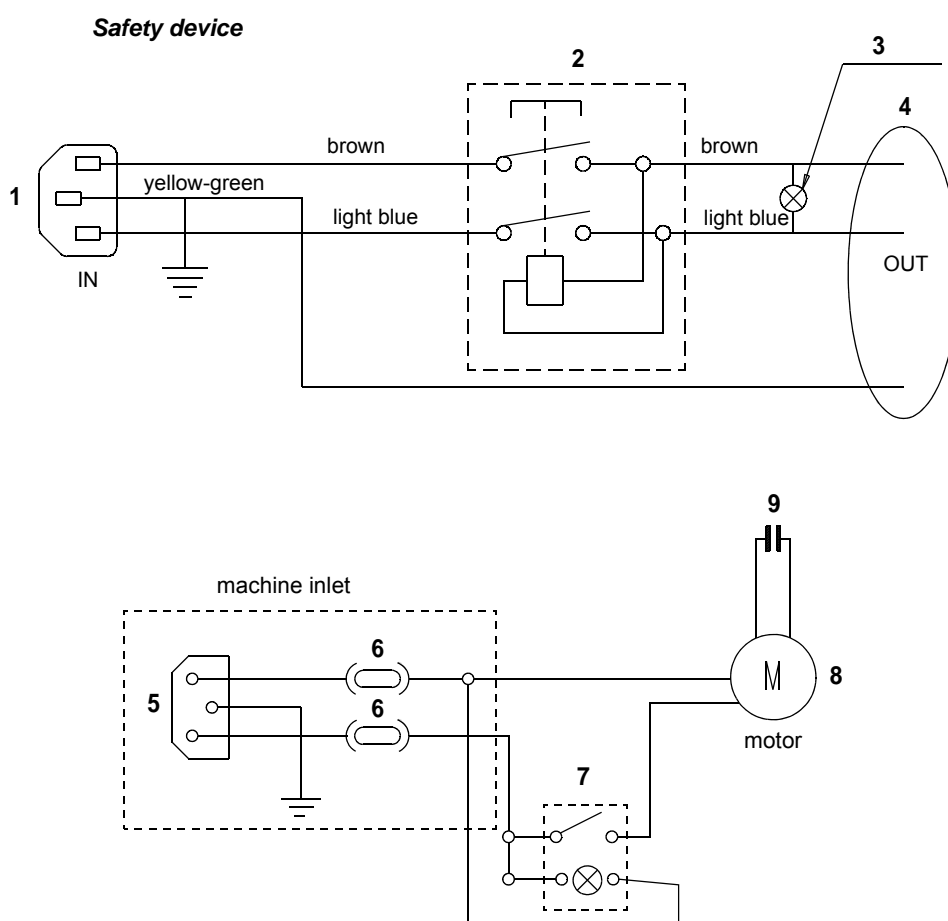 Safety device
2
3
4
brown
brown
1
yellow-green
light blue
light blue
IN
OUT
9
machine inlet
6
5
6
M
8
motor
7